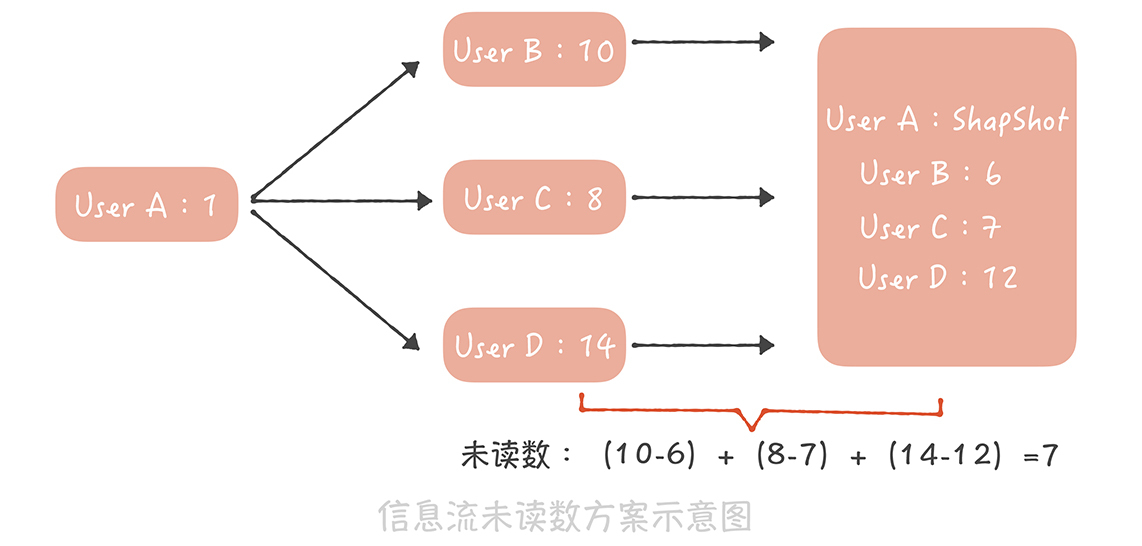 User A：1
User B：10
User C：8
User D：14
User A：ShapShot
User B：6
User C：7
User D：12
未读数： (10-6) + (8-7) + (14-12) =7
信息流未读数方案示意图